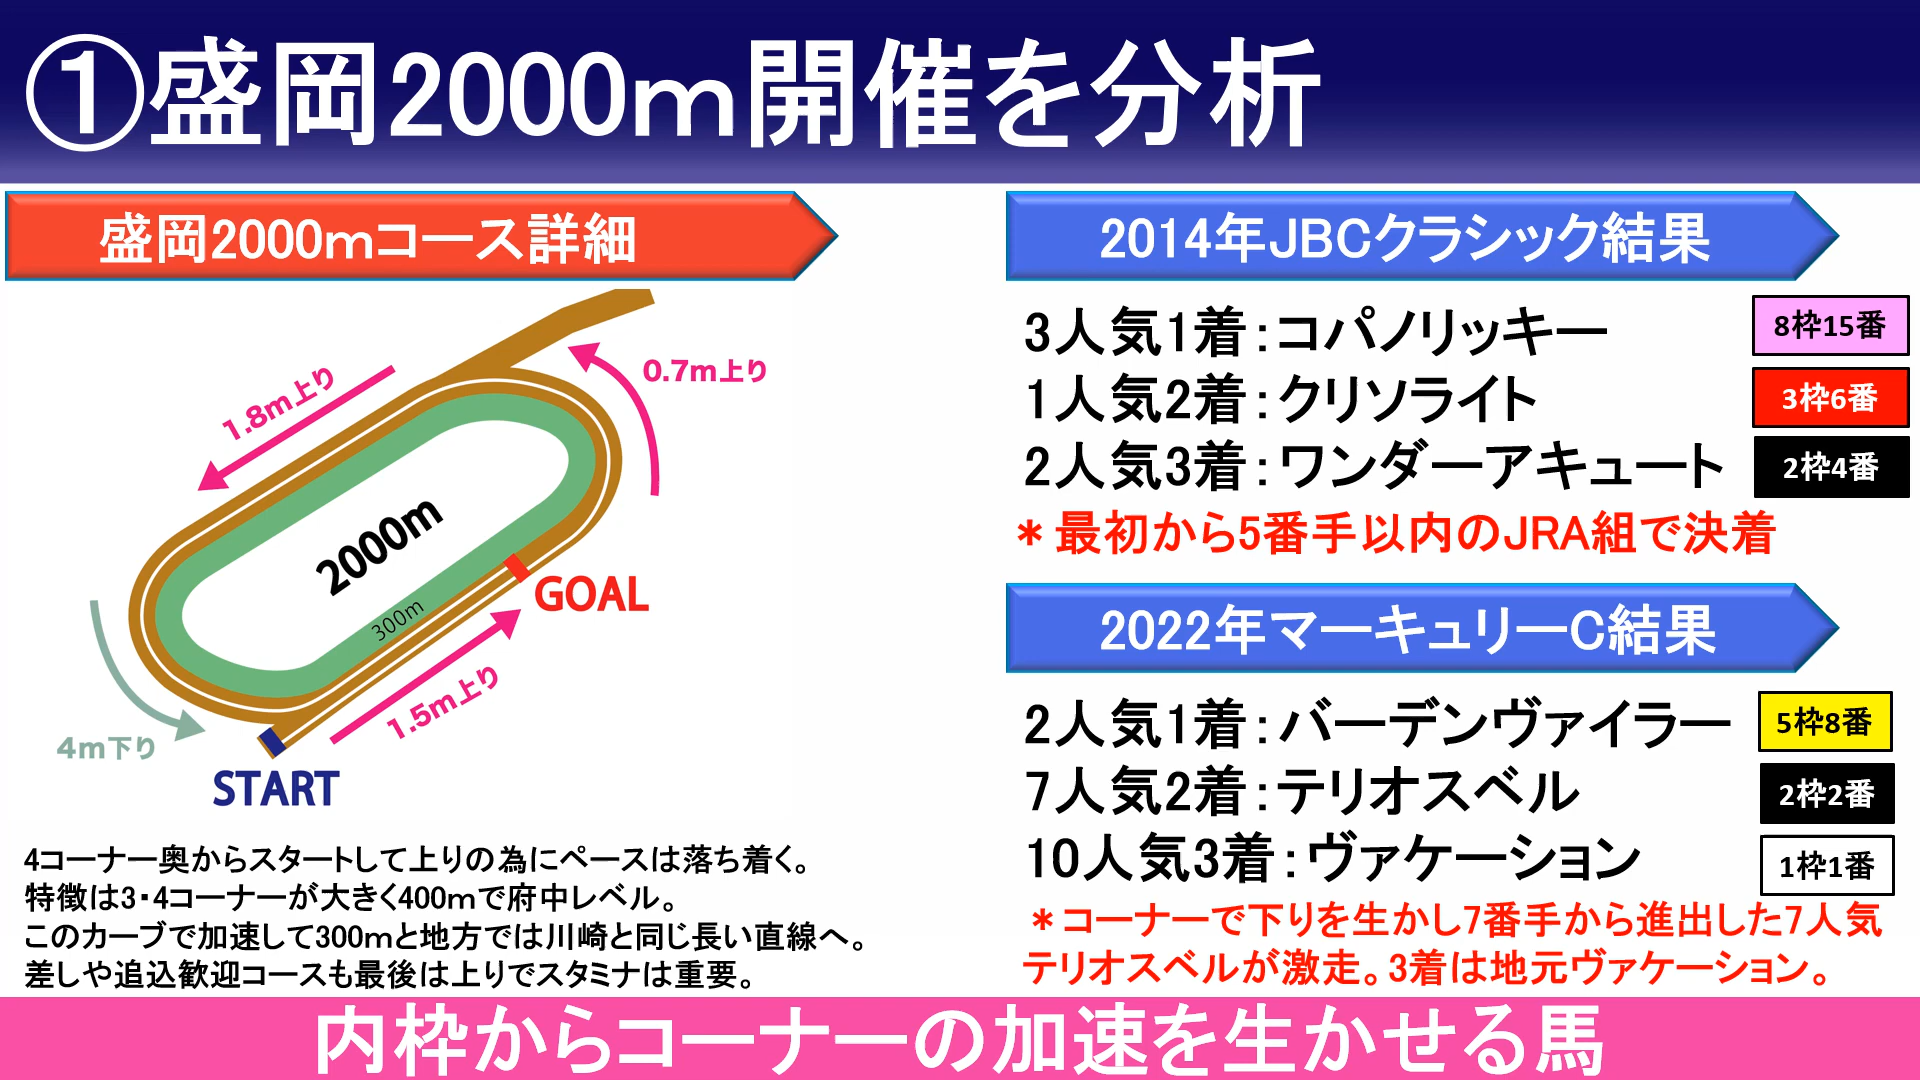 ①盛岡2000m開催を分析
盛岡2000mコース詳細
1.8m上り
0.7m上り
2000m
300m
GOAL
1.5m上り
4m下り
START
4コーナー奥からスタートして上りの為にペースは落ち着く。
特徴は3・4コーナーが大きく400mで府中レベル。
このカーブで加速して300mと地方では川崎と同じ長い直線へ。
差しや追込歓迎コースも最後は上りでスタミナは重要。
2014年JBCクラシック結果
3人気1着：コパノリッキー 8枠15番
1人気2着：クリソライト 3枠6番
2人気3着：ワンダーアキュート 2枠4番
＊最初から5番手以内のJRA組で決着
2022年マーキュリーC結果
2人気1着：バーデンヴァイラー 5枠8番
7人気2着：テリオスベル 2枠2番
10人気3着：ヴァケーション 1枠1番
＊コーナーで下りを生かし7番手から進出した7人気
テリオスベルが激走。3着は地元ヴァケーション。
内枠からコーナーの加速を生かせる馬